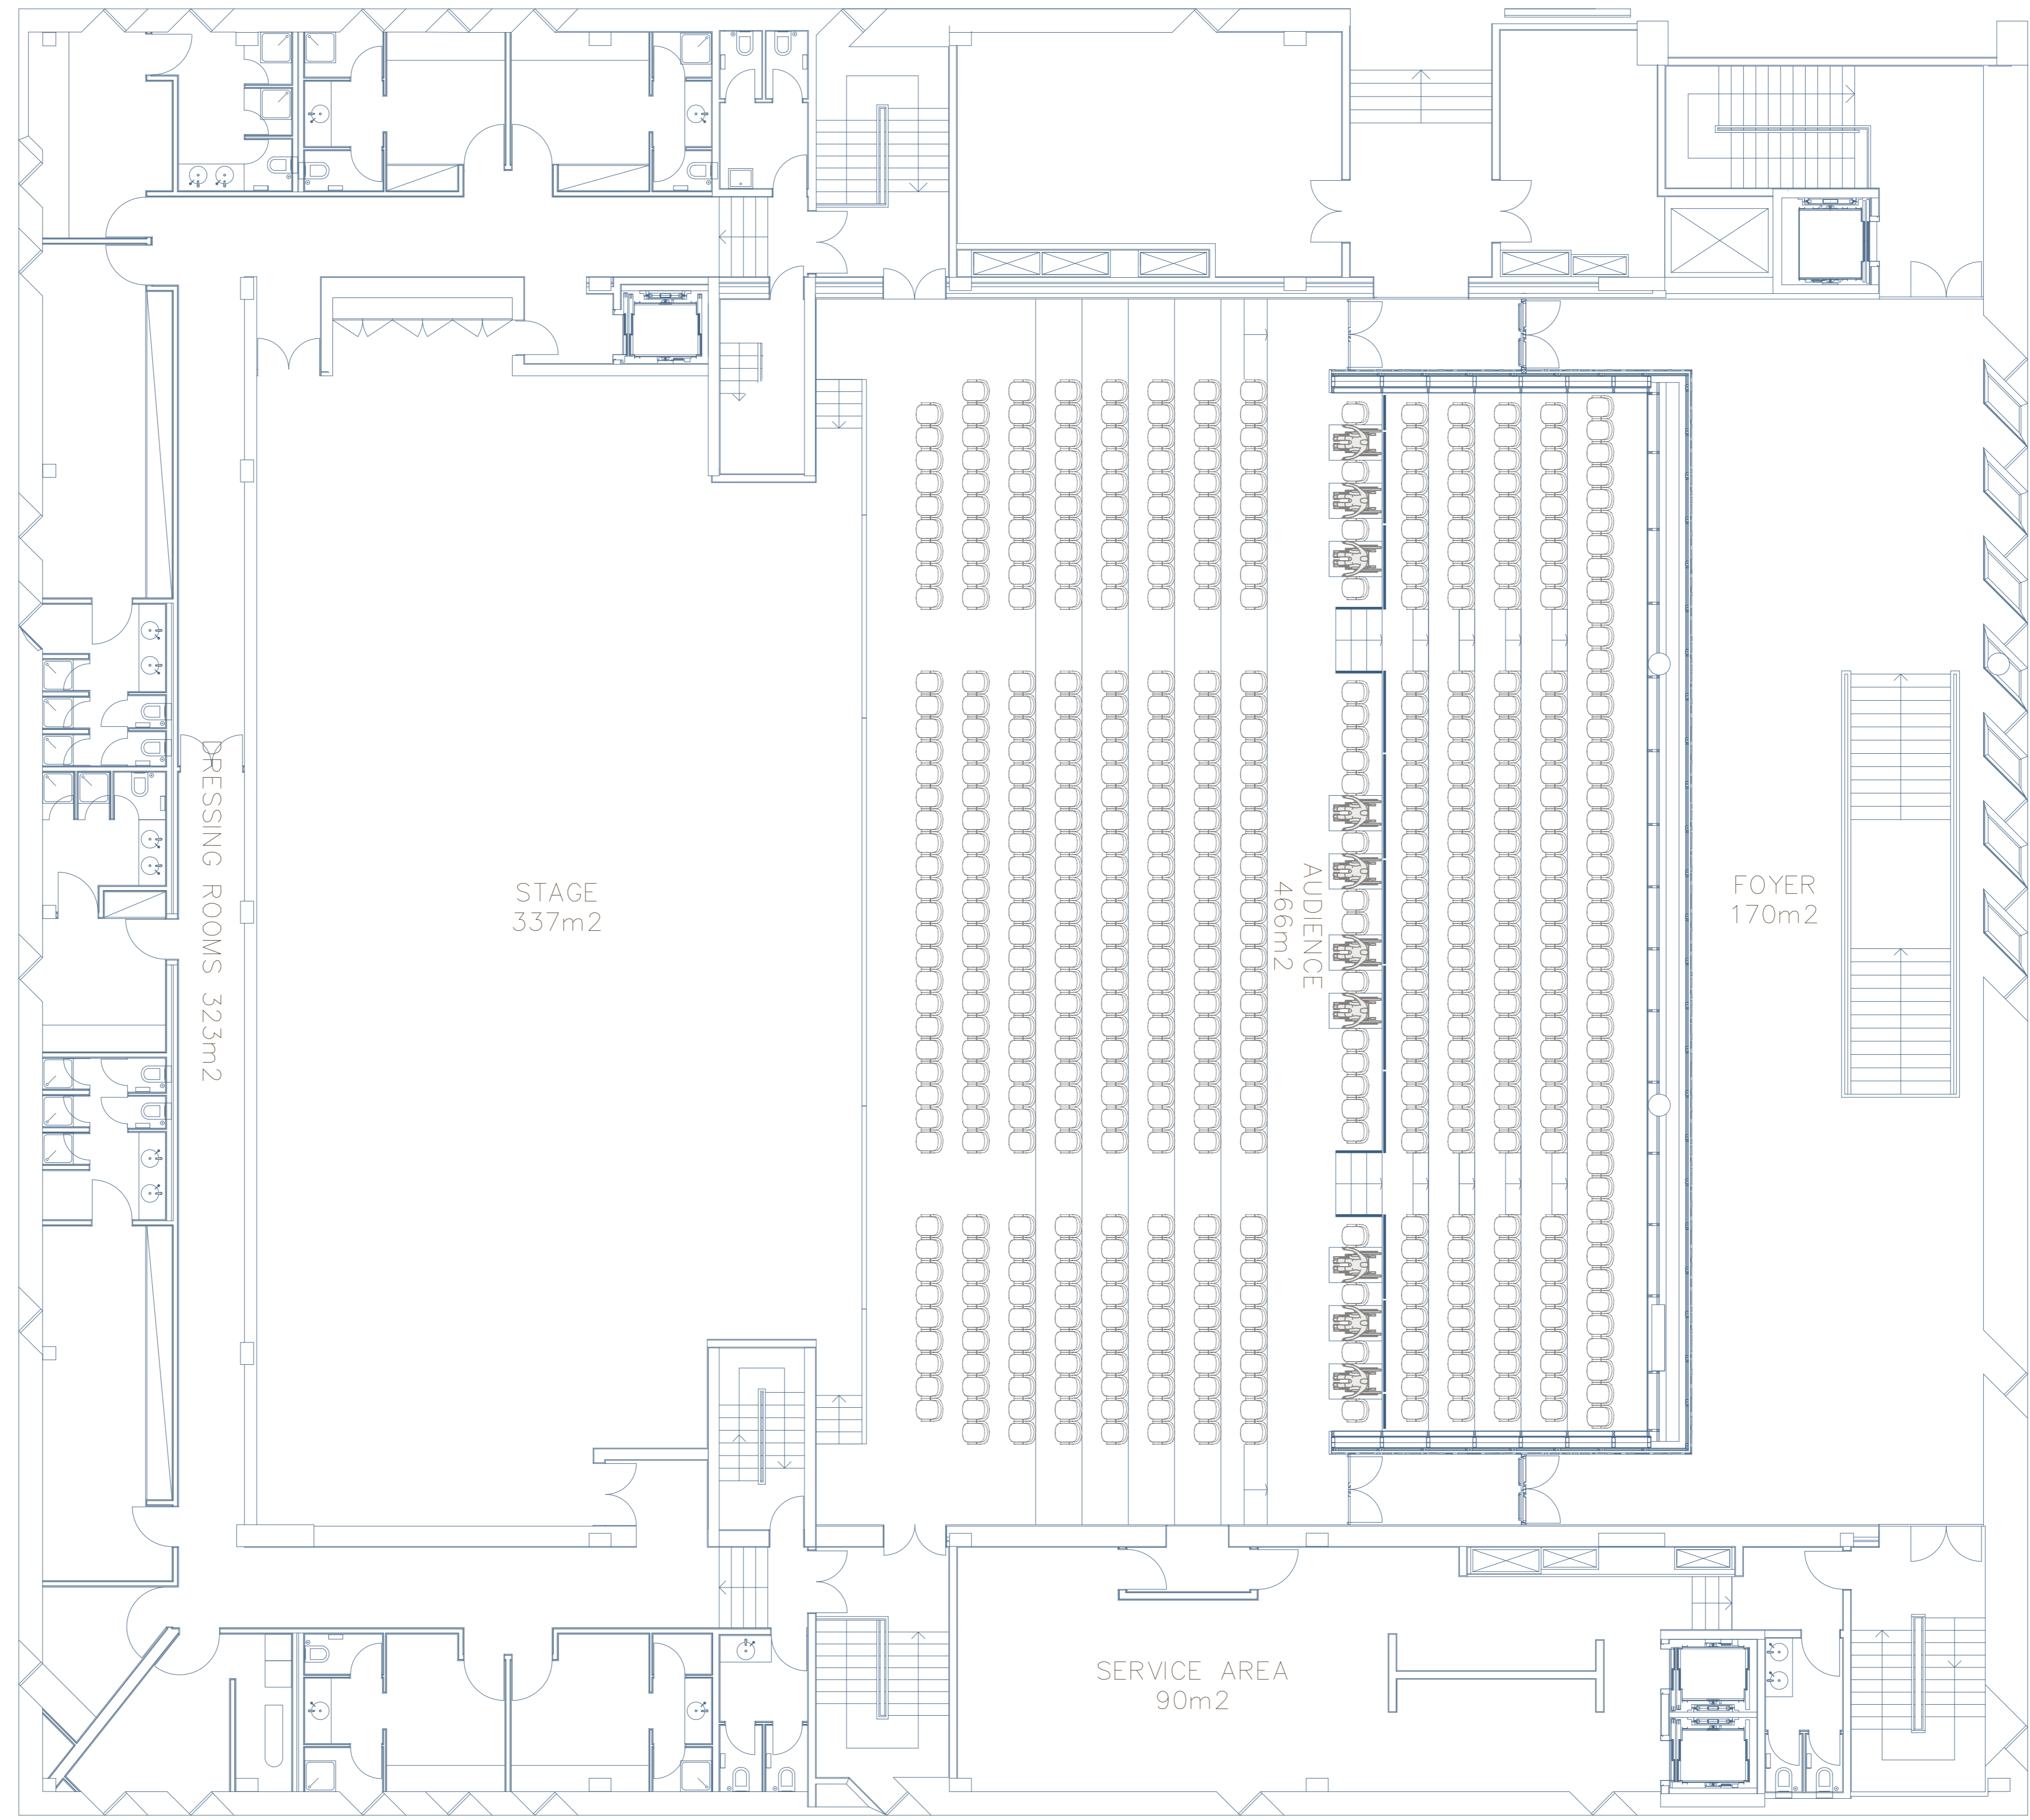 STAGE
337m2
DRESSING ROOMS 323m2
AUDIENCE
466m2
FOYER
170m2
SERVICE AREA
90m2